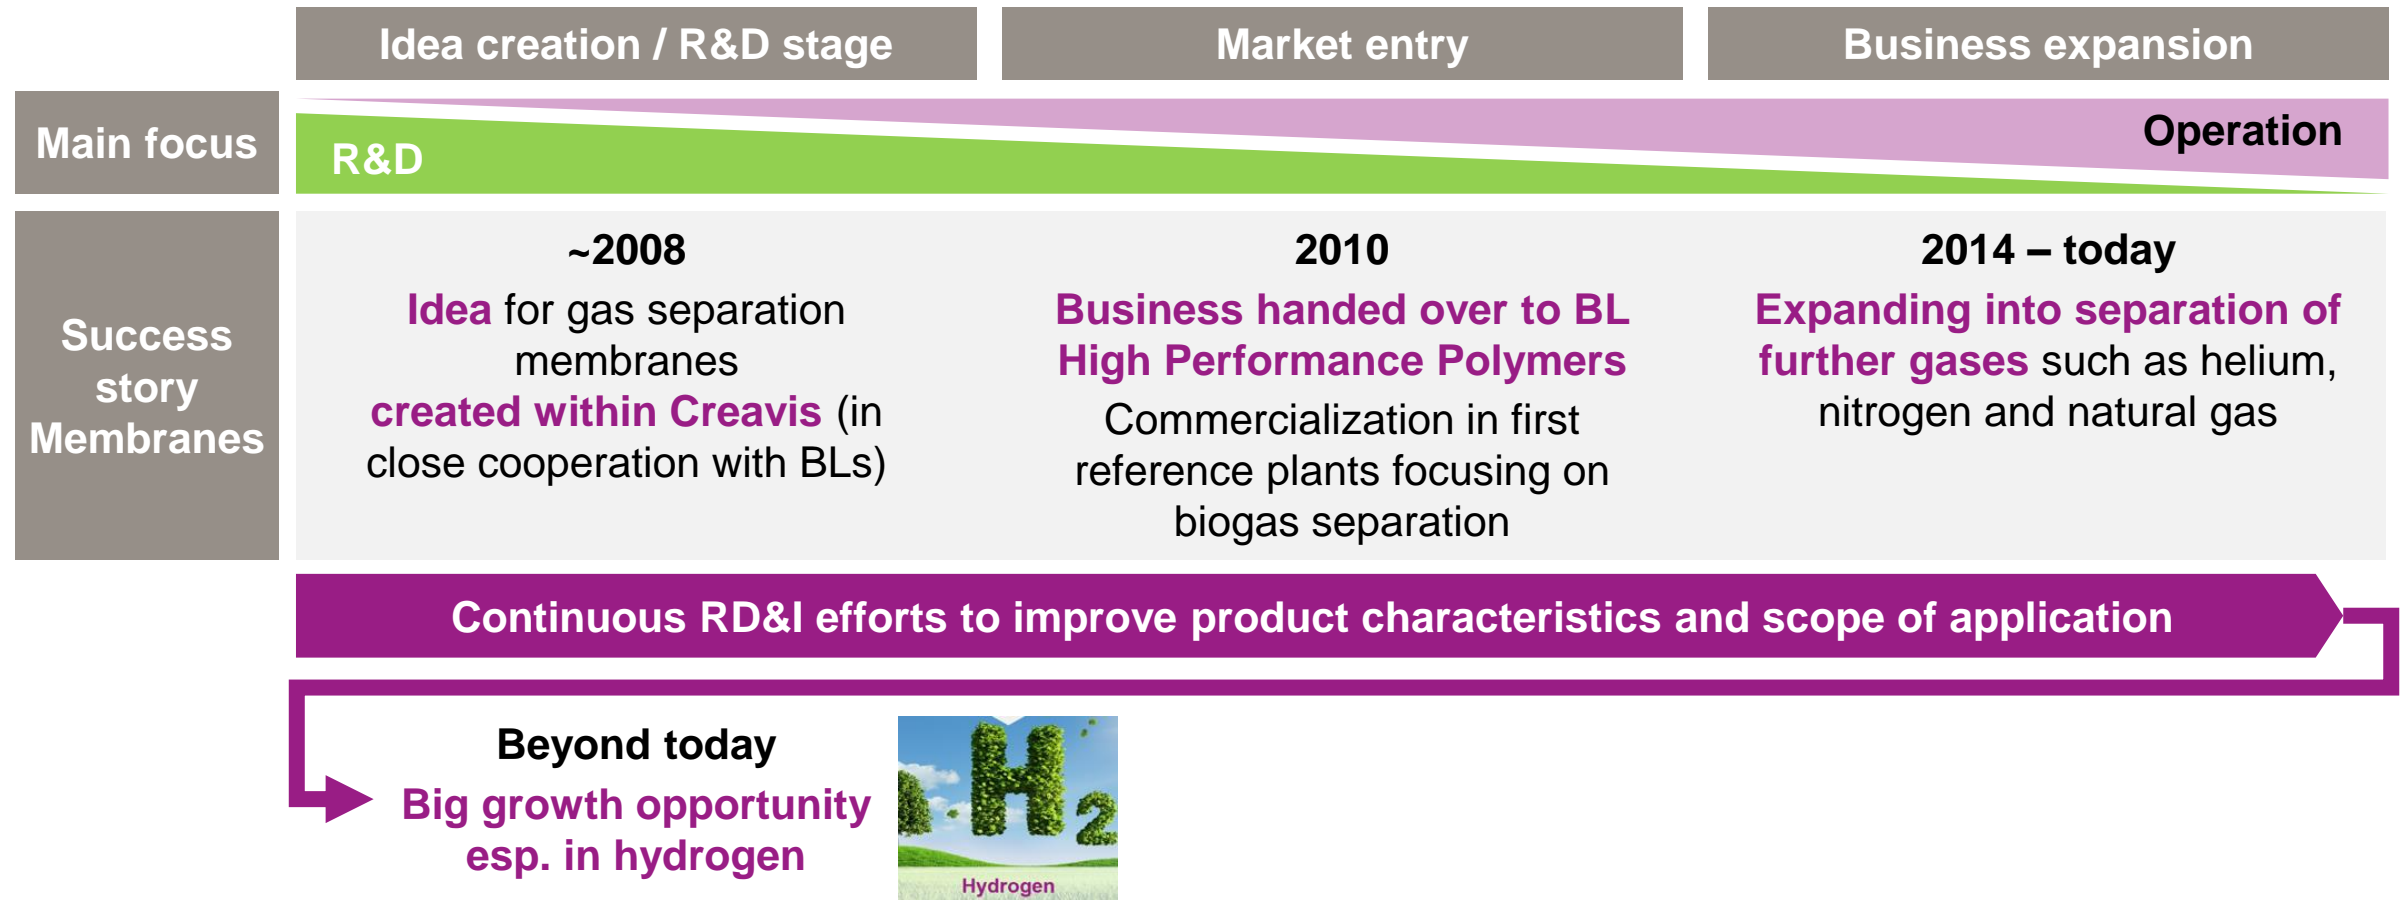 Idea creation / R&D stage
Market entry
Business expansion
Main focus
R&D
Operation
Success
story
Membranes
~2008
Idea for gas separation
membranes
created within Creavis (in
close cooperation with BLs)
2010
Business handed over to BL
High Performance Polymers
Commercialization in first
reference plants focusing on
biogas separation
2014 – today
Expanding into separation of
further gases such as helium,
nitrogen and natural gas
Continuous RD&I efforts to improve product characteristics and scope of application
Beyond today
Big growth opportunity
esp. in hydrogen
H2
Hydrogen